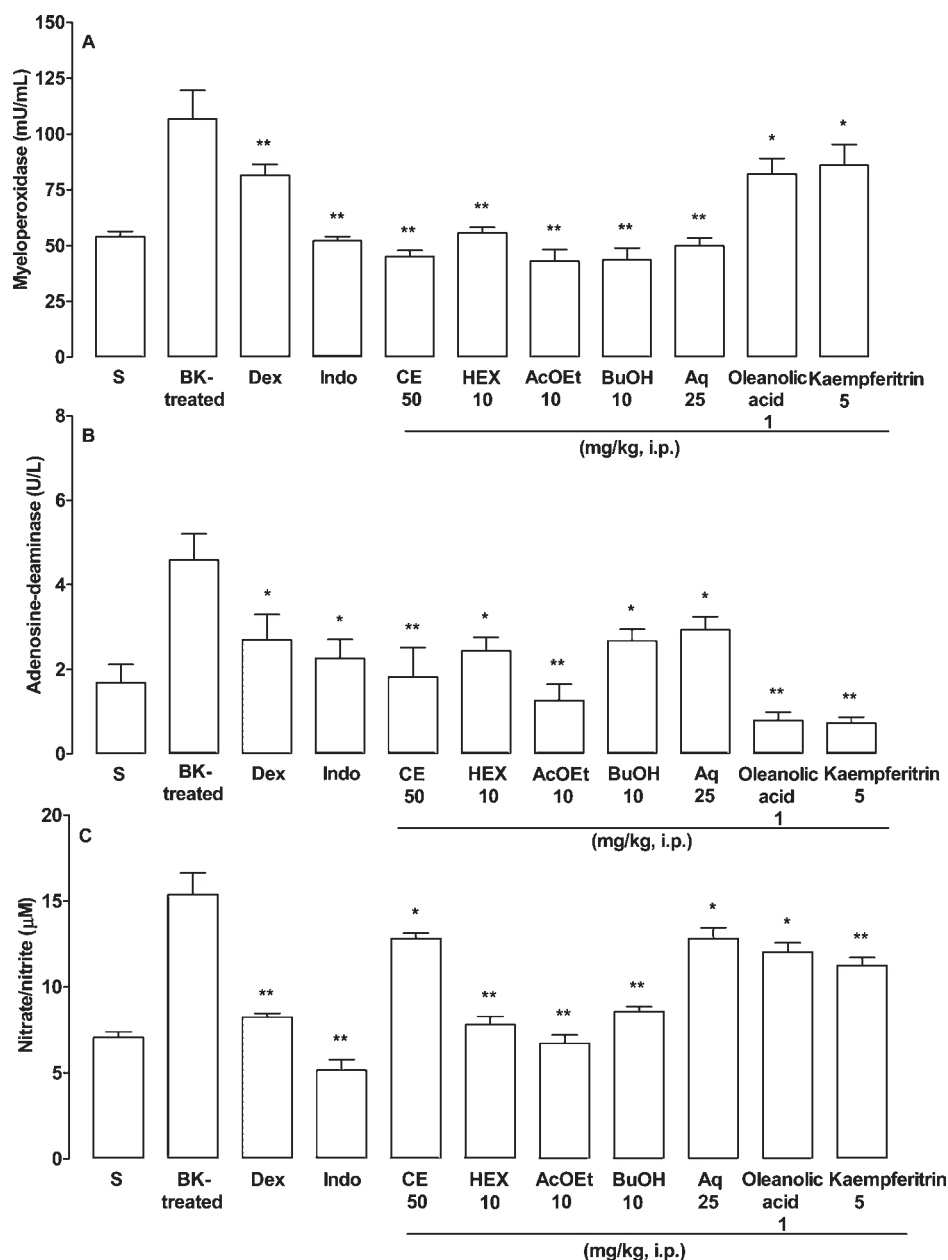 A
Myeloperoxidase (mU/mL)
150
125
100
75
50
25
0
** ** ** ** ** ** ** * *
S BK-treated Dex Indo CE HEX AcOEt BuOH Aq Oleanolic acid Kaempferitrin
50 10 10 10 25 1 5
(mg/kg, i.p.)
B
Adenosine-deaminase (U/L)
8
6
4
2
0
* * ** * ** * * ** **
S BK-treated Dex Indo CE HEX AcOEt BuOH Aq Oleanolic acid Kaempferitrin
50 10 10 10 25 1 5
(mg/kg, i.p.)
C
Nitrate/nitrite (µM)
20
15
10
5
0
** ** * ** ** ** * * **
S BK-treated Dex Indo CE HEX AcOEt BuOH Aq Oleanolic acid Kaempferitrin
50 10 10 10 25 1 5
(mg/kg, i.p.)